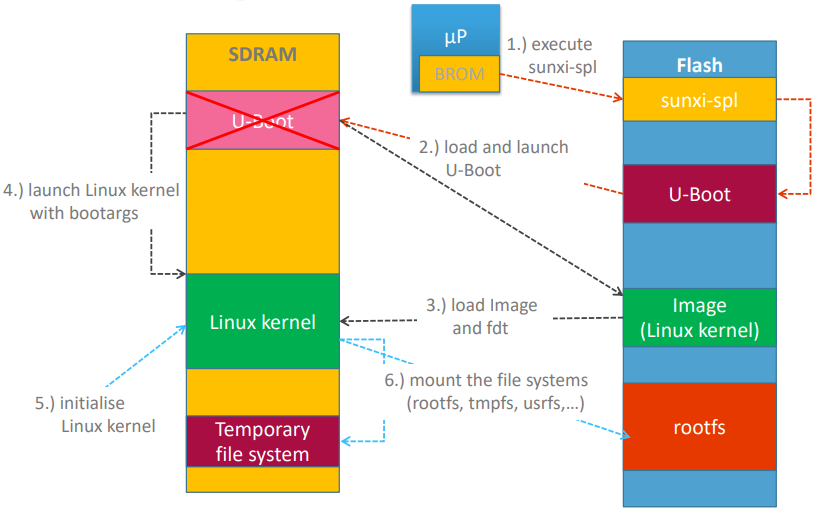 µP
BROM
1.) execute
sunxi-spl
SDRAM
Flash
sunxi-spl
U-Boot
2.) load and launch
U-Boot
U-Boot
4.) launch Linux kernel
with bootargs
Linux kernel
3.) load Image
and fdt
Image
(Linux kernel)
5.) initialise
Linux kernel
6.) mount the file systems
(rootfs, tmpfs, usrfs,...)
Temporary
file system
rootfs